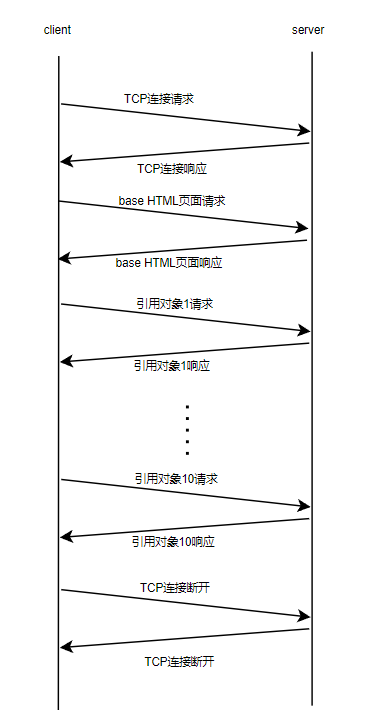 client
server
TCP连接请求
TCP连接响应
base HTML页面请求
base HTML页面响应
引用对象1请求
引用对象1响应
引用对象10请求
引用对象10响应
TCP连接断开
TCP连接断开